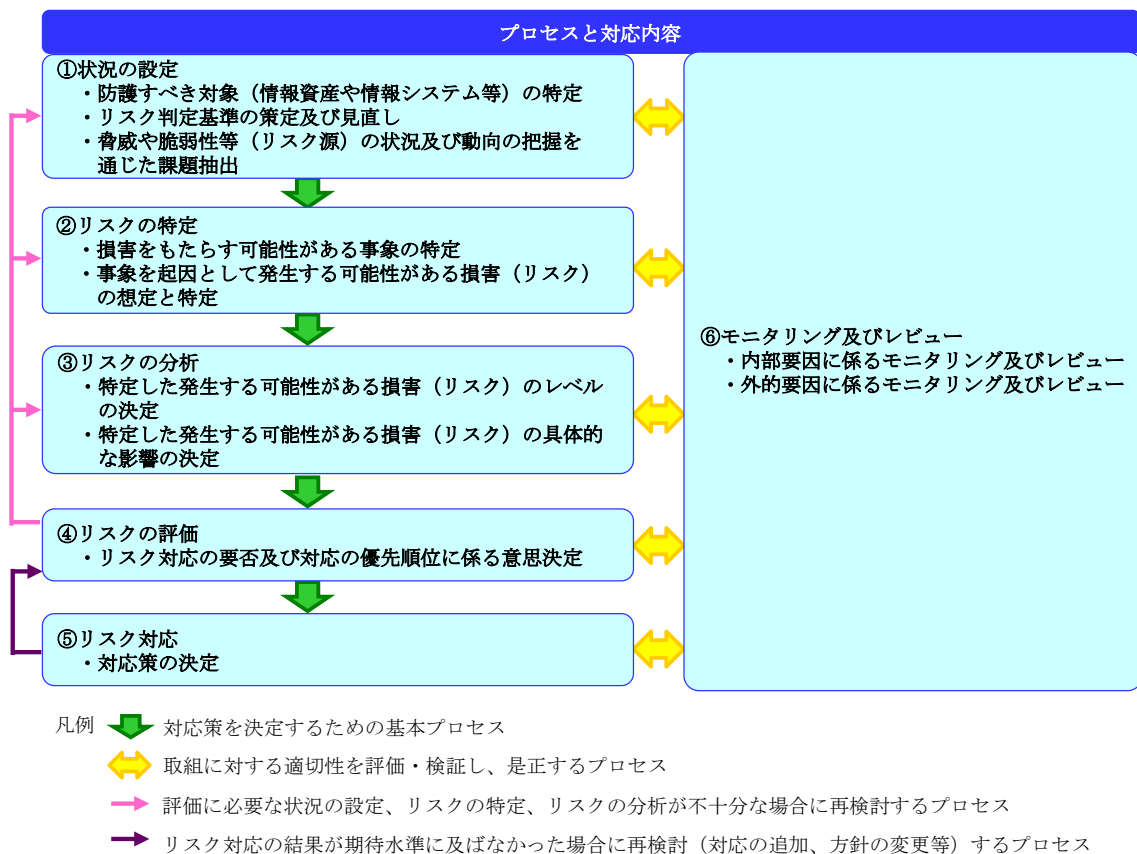 プロセスと対応内容
①状況の設定
・防護すべき対象（情報資産や情報システム等）の特定
・リスク判定基準の策定及び見直し
・脅威や脆弱性等（リスク源）の状況及び動向の把握を
通じた課題抽出
②リスクの特定
・損害をもたらす可能性がある事象の特定
・事象を起因として発生する可能性がある損害（リスク）
の想定と特定
③リスクの分析
・特定した発生する可能性がある損害（リスク）のレベル
の決定
・特定した発生する可能性がある損害（リスク）の具体的
な影響の決定
④リスクの評価
・リスク対応の要否及び対応の優先順位に係る意思決定
⑤リスク対応
・対応策の決定
⑥モニタリング及びレビュー
・内部要因に係るモニタリング及びレビュー
・外的要因に係るモニタリング及びレビュー
凡例 対応策を決定するための基本プロセス
取組に対する適切性を評価・検証し、是正するプロセス
評価に必要な状況の設定、リスクの特定、リスクの分析が不十分な場合に再検討するプロセス
リスク対応の結果が期待水準に及ばなかった場合に再検討（対応の追加、方針の変更等）するプロセス